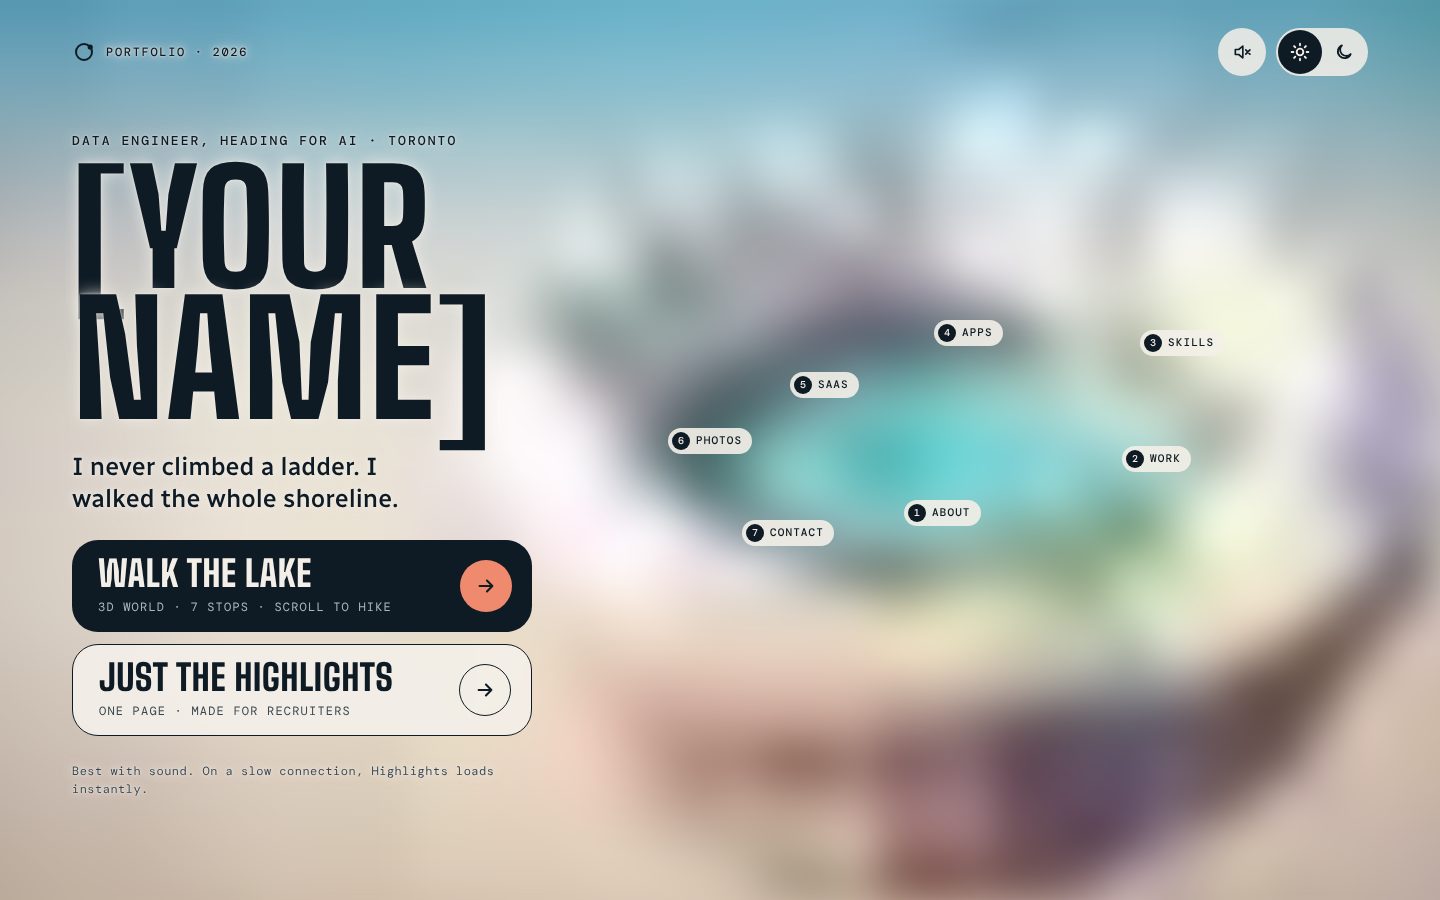 PORTFOLIO · 2026
DATA ENGINEER, HEADING FOR AI · TORONTO
[YOUR
NAME]
I never climbed a ladder. I
walked the whole shoreline.
WALK THE LAKE
3D WORLD · 7 STOPS · SCROLL TO HIKE
JUST THE HIGHLIGHTS
ONE PAGE · MADE FOR RECRUITERS
Best with sound. On a slow connection, Highlights loads
instantly.
4 APPS
3 SKILLS
5 SAAS
6 PHOTOS
2 WORK
1 ABOUT
7 CONTACT